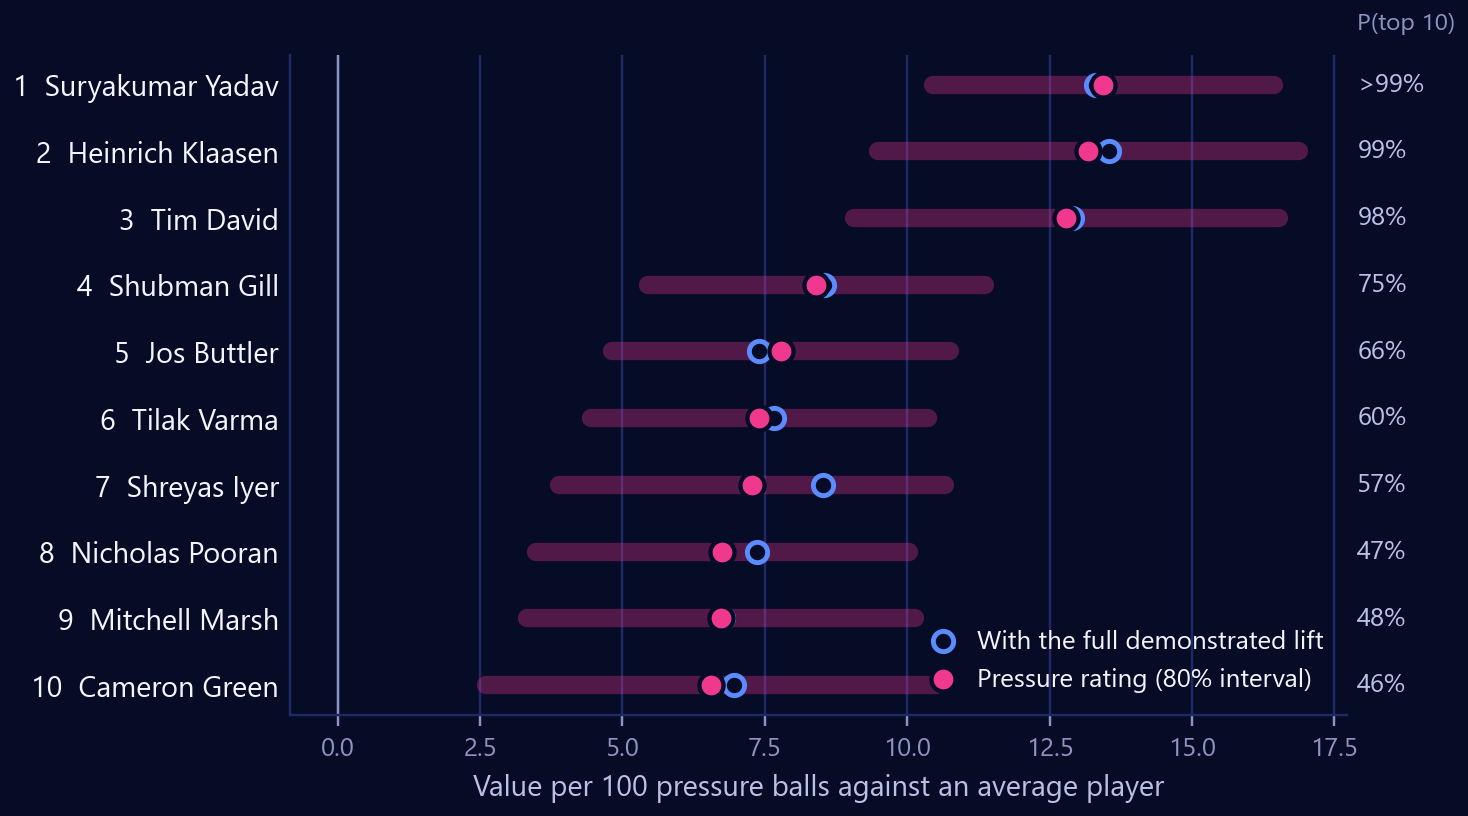 P(top 10)
1 Suryakumar Yadav >99%
2 Heinrich Klaasen 99%
3 Tim David 98%
4 Shubman Gill 75%
5 Jos Buttler 66%
6 Tilak Varma 60%
7 Shreyas Iyer 57%
8 Nicholas Pooran 47%
9 Mitchell Marsh 48%
With the full demonstrated lift
Pressure rating (80% interval)
10 Cameron Green 46%
0.0 2.5 5.0 7.5 10.0 12.5 15.0 17.5
Value per 100 pressure balls against an average player